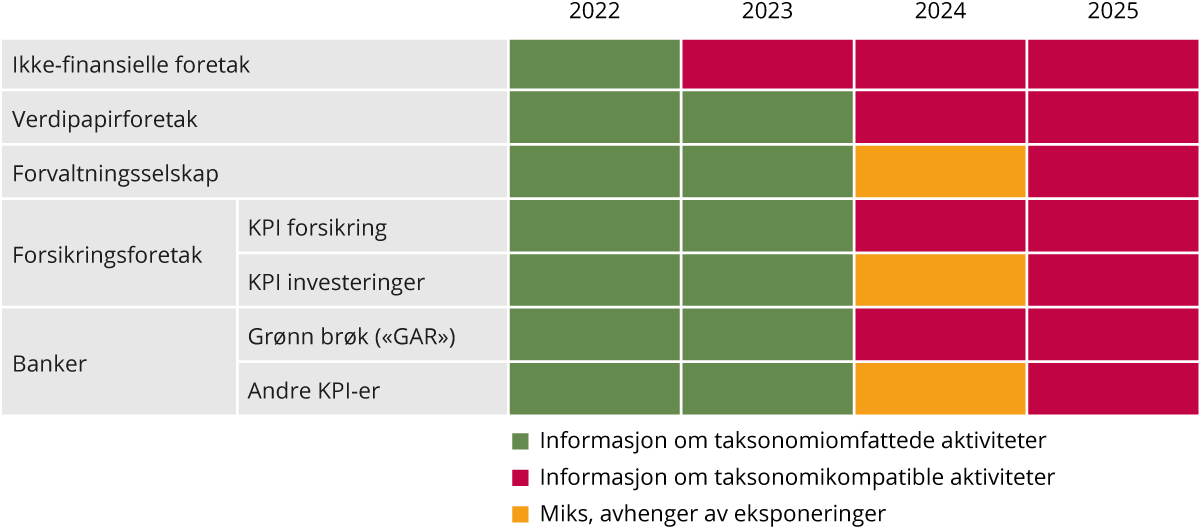 2022 2023 2024 2025
Ikke-finansielle foretak
Verdipapirforetak
Forvaltningsselskap
Forsikringsforetak
KPI forsikring
KPI investeringer
Banker
Grønn brøk («GAR»)
Andre KPI-er
Informasjon om taksonomiomfattede aktiviteter
Informasjon om taksonomikompatible aktiviteter
Miks, avhenger av eksponeringer